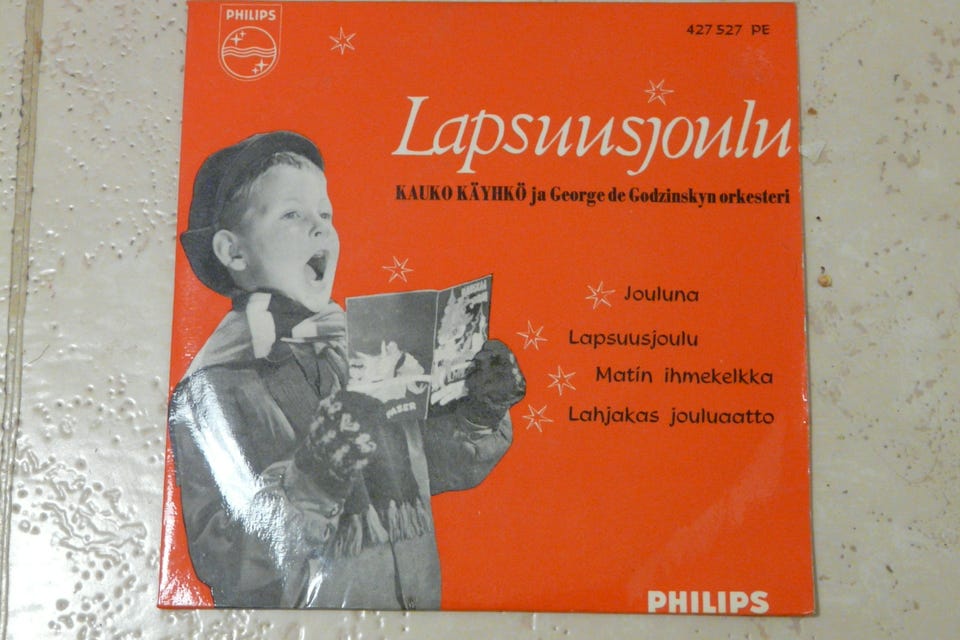 PHILIPS
427 527 PE
Lapsuusjoulu
KAUKO KÄYHKÖ ja George de Godzinskyn orkesteri
Jouluna
Lapsuusjoulu
Matin ihmekelkka
Lahjakas jouluaatto
FASER
PHILIPS